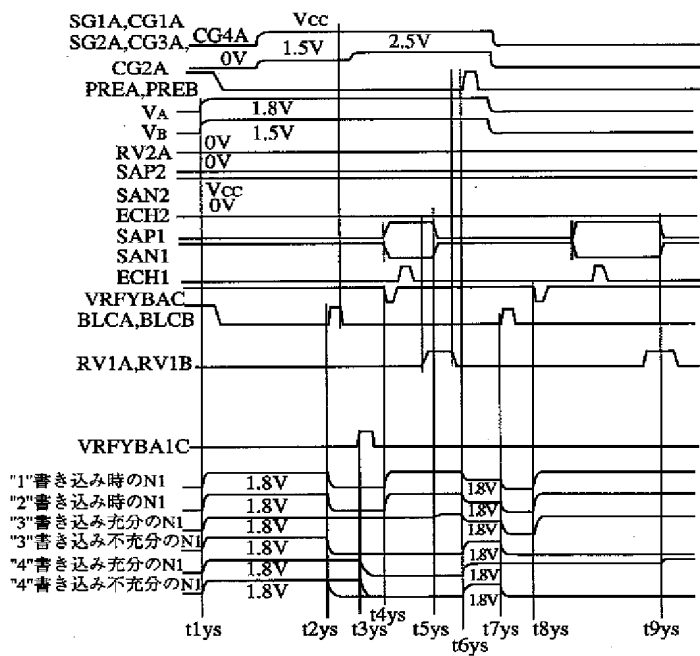 SG1A,CG1A Vcc
SG2A,CG3A,CG4A
0V 1.5V 2.5V
CG2A
PREA,PREB
VA 1.8V
VB 1.5V
0V
RV2A 0V
SAP2
SAN2 Vcc
0V
ECH2
SAP1
SAN1
ECH1
VRFYBAC
BLCA,BLCB
RV1A,RV1B
VRFYBA1C
"1"書き込み時のN1 1.8V 1.8V
"2"書き込み時のN1 1.8V 1.8V
"3"書き込み充分のN1 1.8V
"3"書き込み不充分のN1 1.8V 1.8V
"4"書き込み充分のN1 1.8V 1.8V
"4"書き込み不充分のN1 1.8V 1.8V
t1ys t2ys t3ys t4ys t5ys t6ys t7ys t8ys t9ys